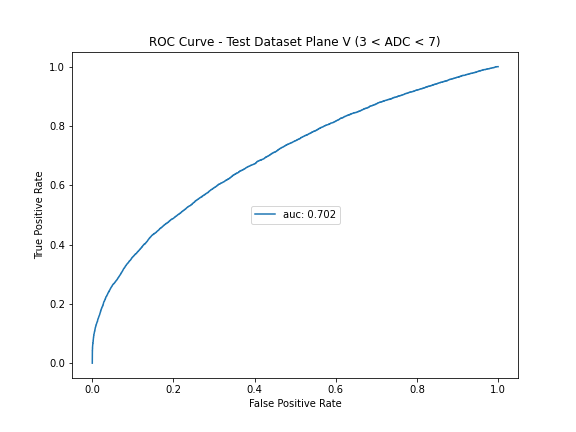 ROC Curve - Test Dataset Plane V (3 < ADC < 7)
True Positive Rate
1.0
0.8
0.6
0.4
0.2
0.0
auc: 0.702
0.0 0.2 0.4 0.6 0.8 1.0
False Positive Rate